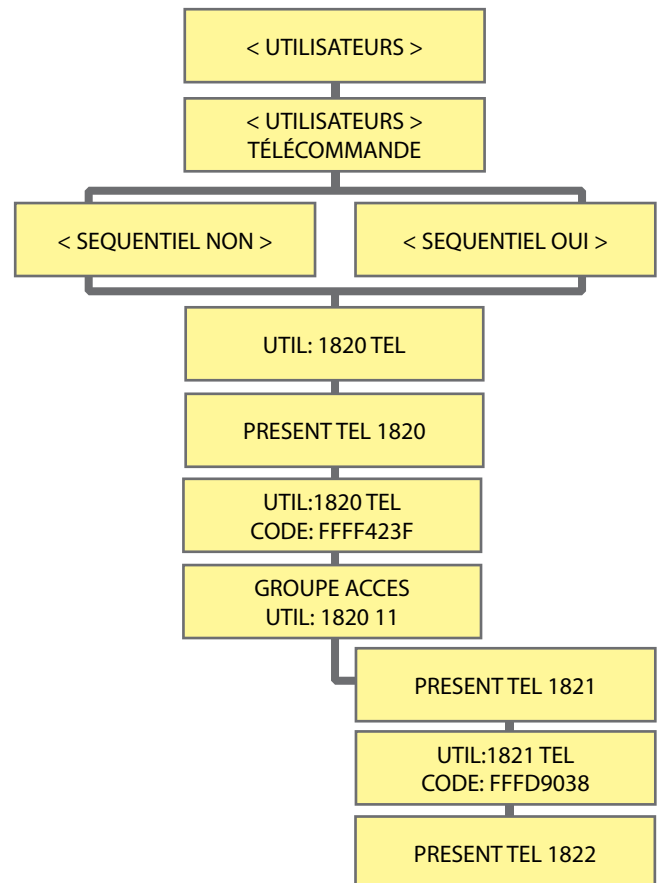 < UTILISATEURS >
< UTILISATEURS >
TÉLÉCOMMANDE
< SEQUENTIEL NON >
< SEQUENTIEL OUI >
UTIL: 1820 TEL
PRESENT TEL 1820
UTIL:1820 TEL
CODE: FFFF423F
GROUPE ACCES
UTIL: 1820 11
PRESENT TEL 1821
UTIL:1821 TEL
CODE: FFFD9038
PRESENT TEL 1822